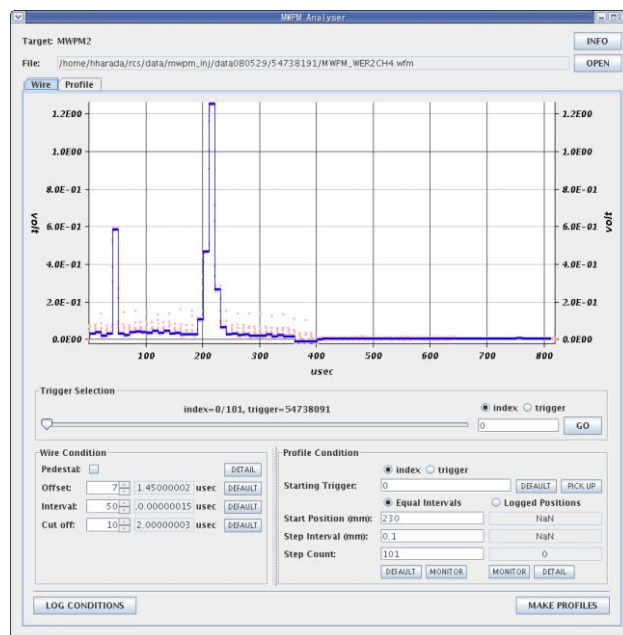 MWPM Analyser
Target: MWPM2 INFO
File: /home/hharada/rcs/data/mwpm_inj/data080529/54738191/MWPM_WER2CH4.wfm OPEN
Wire Profile
1.2E00 1.2E00
1.0E00 1.0E00
8.0E-01 8.0E-01
volt volt
6.0E-01 6.0E-01
4.0E-01 4.0E-01
2.0E-01 2.0E-01
0.0E00 0.0E00
100 200 300 400 500 600 700 800
usec
Trigger Selection
index=0/101, trigger=54738091 index trigger
0 GO
Wire Condition
Pedestal: DETAIL
Offset: 7 1.45000002 usec DEFAULT
Interval: 50 .0.00000015 usec DEFAULT
Cut off: 10 2.00000003 usec DEFAULT
Profile Condition
index trigger
Starting Trigger: 0 DEFAULT PICK UP
Equal Intervals Logged Positions
Start Position (mm): 230 NaN
Step Interval (mm): 0.1 NaN
Step Count: 101 0
DEFAULT MONITOR MONITOR DETAIL
LOG CONDITIONS MAKE PROFILES